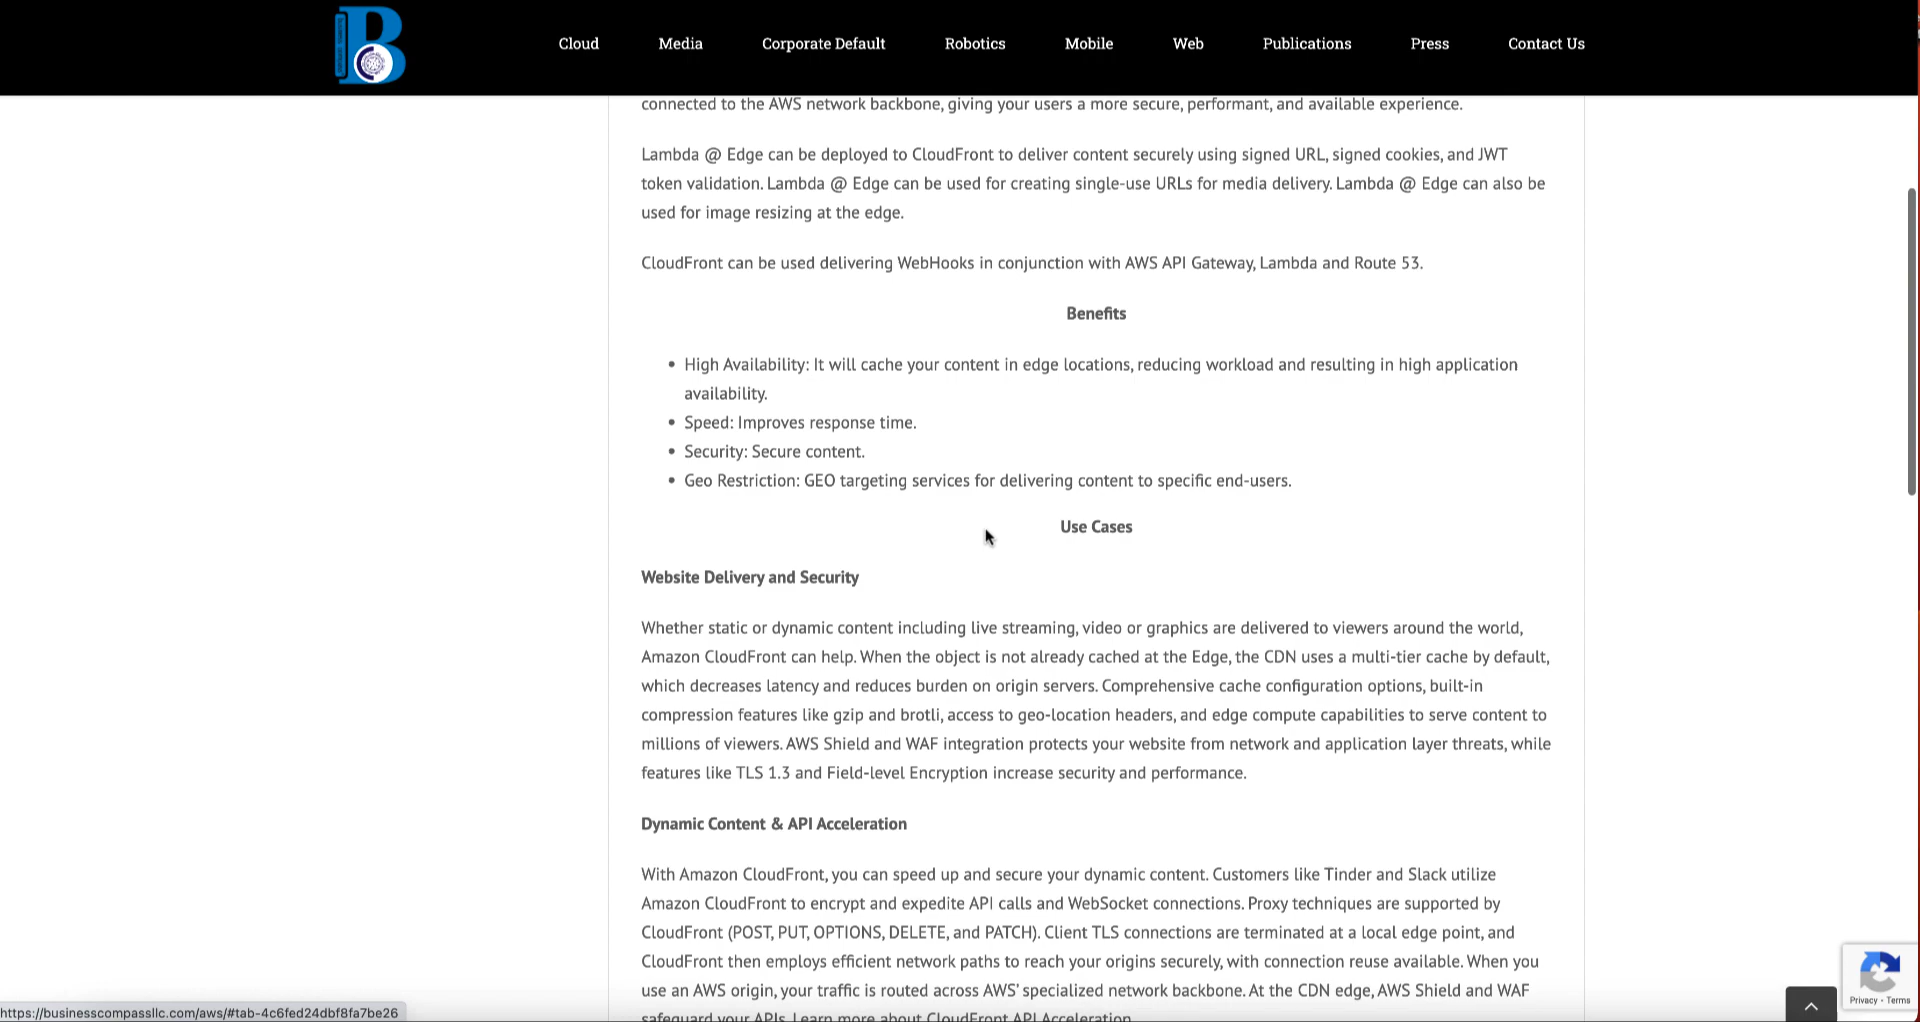 Cloud
Media
Corporate Default
Robotics
Mobile
Web
Publications
Press
Contact Us
connected to the AWS network backbone, giving your users a more secure, performant, and available experience.
Lambda @ Edge can be deployed to CloudFront to deliver content securely using signed URL, signed cookies, and JWT
token validation. Lambda @ Edge can be used for creating single-use URLs for media delivery. Lambda @ Edge can also be
used for image resizing at the edge.
CloudFront can be used delivering WebHooks in conjunction with AWS API Gateway, Lambda and Route 53.
Benefits
• High Availability: It will cache your content in edge locations, reducing workload and resulting in high application
availability.
• Speed: Improves response time.
• Security: Secure content.
• Geo Restriction: GEO targeting services for delivering content to specific end-users.
Use Cases
Website Delivery and Security
Whether static or dynamic content including live streaming, video or graphics are delivered to viewers around the world,
Amazon CloudFront can help. When the object is not already cached at the Edge, the CDN uses a multi-tier cache by default,
which decreases latency and reduces burden on origin servers. Comprehensive cache configuration options, built-in
compression features like gzip and brotli, access to geo-location headers, and edge compute capabilities to serve content to
millions of viewers. AWS Shield and WAF integration protects your website from network and application layer threats, while
features like TLS 1.3 and Field-level Encryption increase security and performance.
Dynamic Content & API Acceleration
With Amazon CloudFront, you can speed up and secure your dynamic content. Customers like Tinder and Slack utilize
Amazon CloudFront to encrypt and expedite API calls and WebSocket connections. Proxy techniques are supported by
CloudFront (POST, PUT, OPTIONS, DELETE, and PATCH). Client TLS connections are terminated at a local edge point, and
CloudFront then employs efficient network paths to reach your origins securely, with connection reuse available. When you
use an AWS origin, your traffic is routed across AWS' specialized network backbone. At the CDN edge, AWS Shield and WAF
safeguard your APIs. Learn more about CloudFront API Acceleration
Privacy - Terms
https://businesscompassllc.com/aws/#tab-4c6fed24dbf8fa7be26